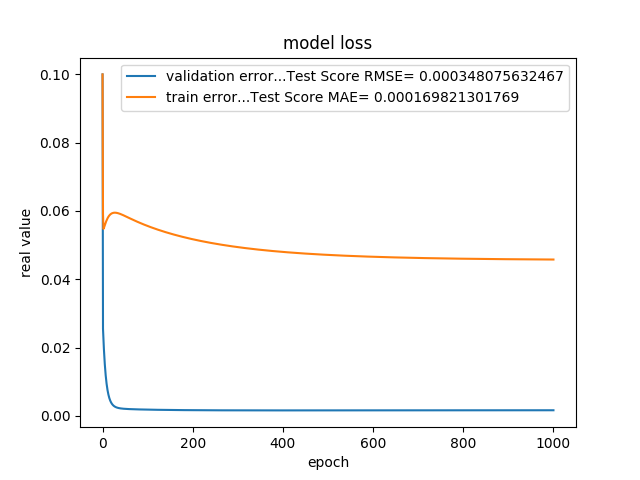 model loss
validation error...Test Score RMSE= 0.000348075632467
train error...Test Score MAE= 0.000169821301769
real value
0.10
0.08
0.06
0.04
0.02
0.00
0 200 400 600 800 1000
epoch